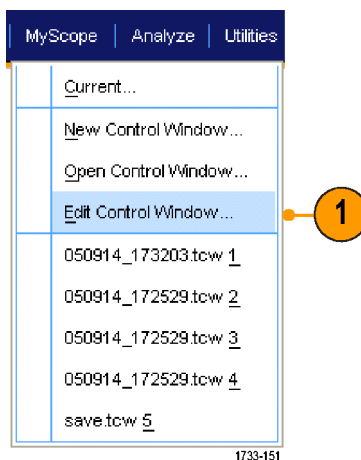 MyScope | Analyze | Utilities
Current...
New Control Window...
Open Control Window...
Edit Control Window...
1
050914_173203.tcw 1
050914_172529.tcw 2
050914_172529.tcw 3
050914_172529.tcw 4
save.tcw 5
1733-151